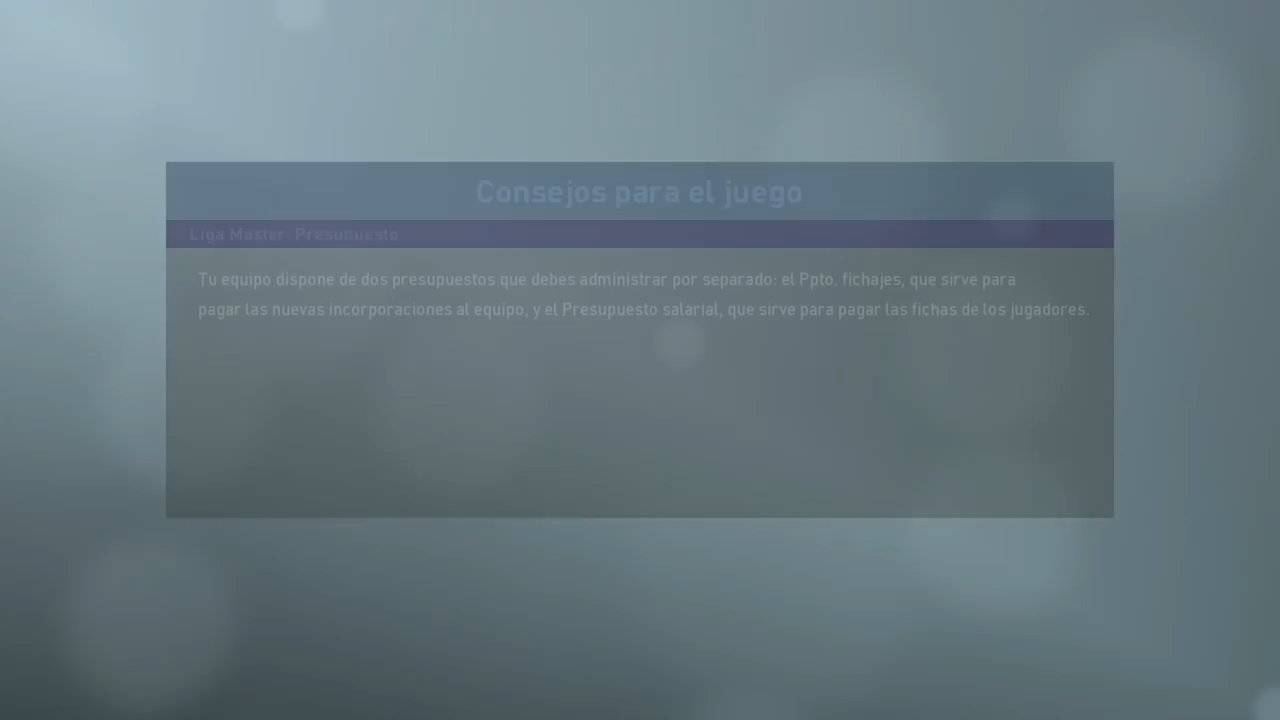 Consejos para el juego
Liga Master: Presupuesto
Tu equipo dispone de dos presupuestos que debes administrar por separado: el Ppto. fichajes, que sirve para
pagar las nuevas incorporaciones al equipo, y el Presupuesto salarial, que sirve para pagar las fichas de los jugadores.